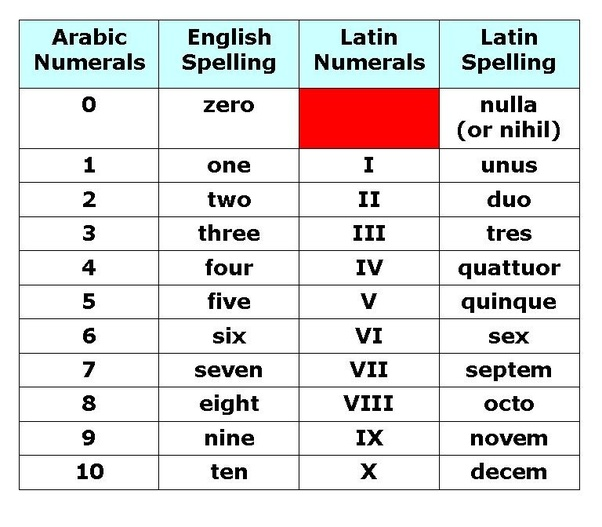 Arabic Numerals English Spelling Latin Numerals Latin Spelling
0 zero nulla (or nihil)
1 one I unus
2 two II duo
3 three III tres
4 four IV quattuor
5 five V quinque
6 six VI sex
7 seven VII septem
8 eight VIII octo
9 nine IX novem
10 ten X decem